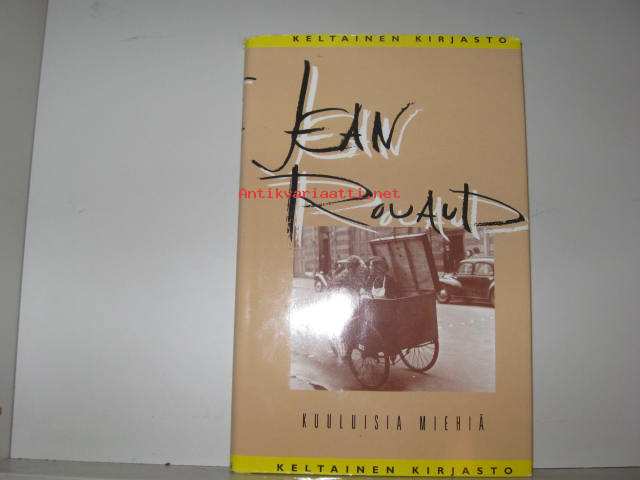 KELTAINEN KIRJASTO
JEAN
Antikvariaatti.net
ROUAUD
KUULUISIA MIEHIÄ
KELTAINEN KIRJASTO